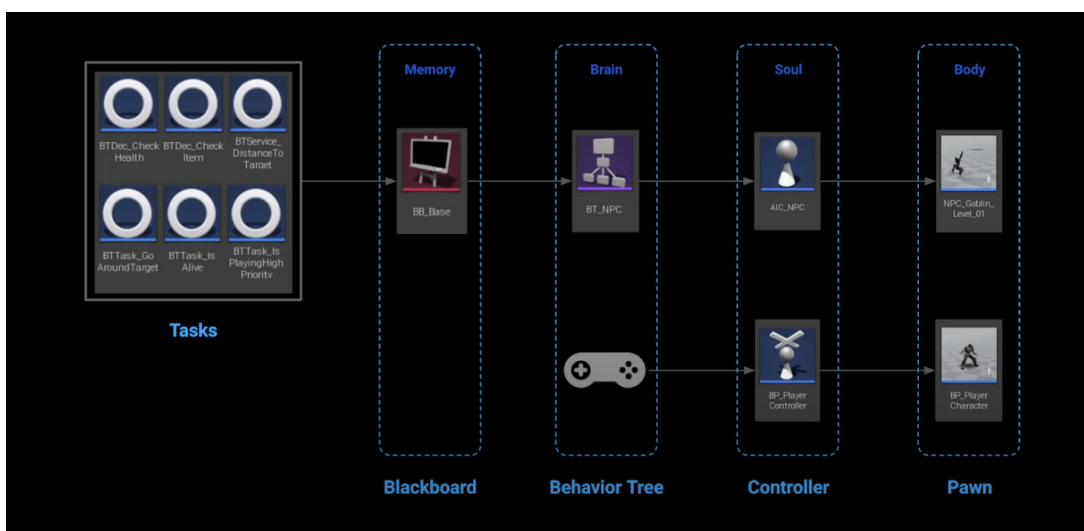 Memory
Brain
Soul
Body
BTDec_Check
Health
BTDec_Check
Item
BTService_
DistanceTo
Target
BTTask_Go
AroundTarget
BTTask_Is
Alive
BTTask_Is
PlayingHigh
Priority
Tasks
BB_Base
BT_NPC
AIC_NPC
NPC_Goblin_
Level_01
BP_Player
Controller
BP_Player
Character
Blackboard
Behavior Tree
Controller
Pawn